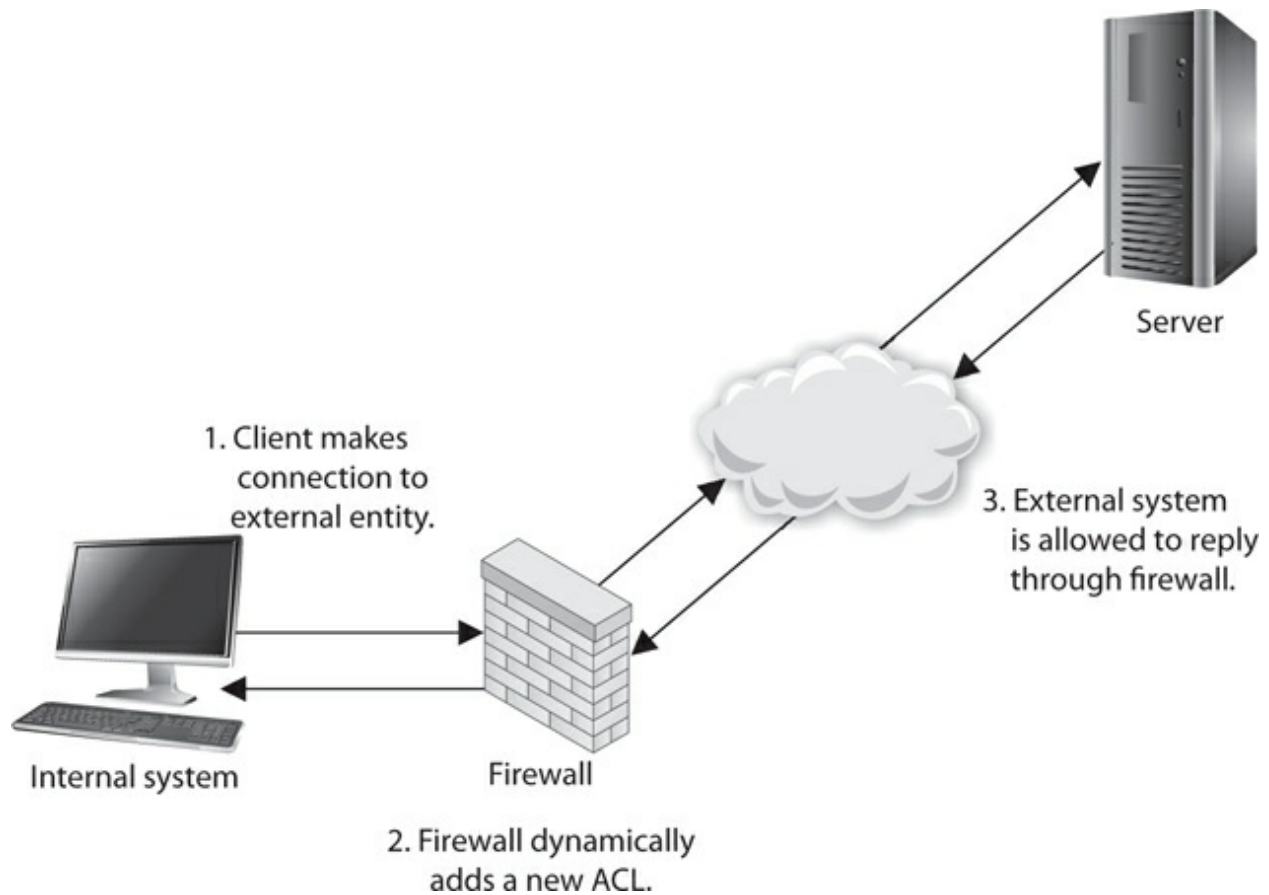 Server
1. Client makes
connection to
external entity.
3. External system
is allowed to reply
through firewall.
Internal system
Firewall
2. Firewall dynamically
adds a new ACL.